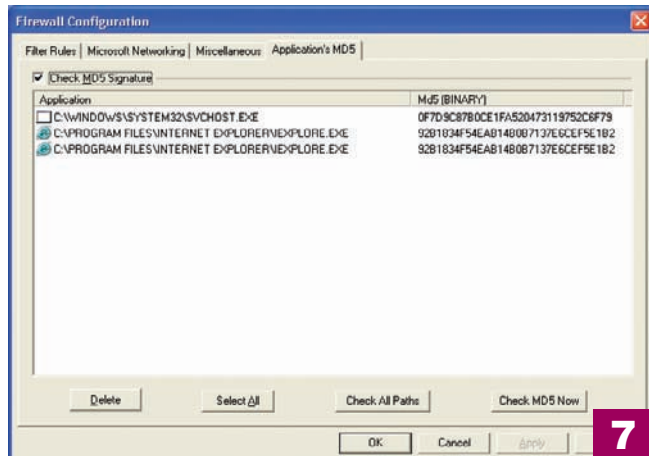 Firewall Configuration
Filter Rules | Microsoft Networking | Miscellaneous | Application's MD5
Check MD5 Signature
Application Md5 (BINARY)
C:\WINDOWS\SYSTEM32\SVCHOST.EXE 0F7D9C87B0CE1FA520473119752C6F79
C:\PROGRAM FILES\INTERNET EXPLORER\IEXPLORE.EXE 92B1834F54EAB14B0B7137E6CEF5E1B2
C:\PROGRAM FILES\INTERNET EXPLORER\IEXPLORE.EXE 92B1834F54EAB14B0B7137E6CEF5E1B2
Delete Select All Check All Paths Check MD5 Now
OK Cancel Apply
7